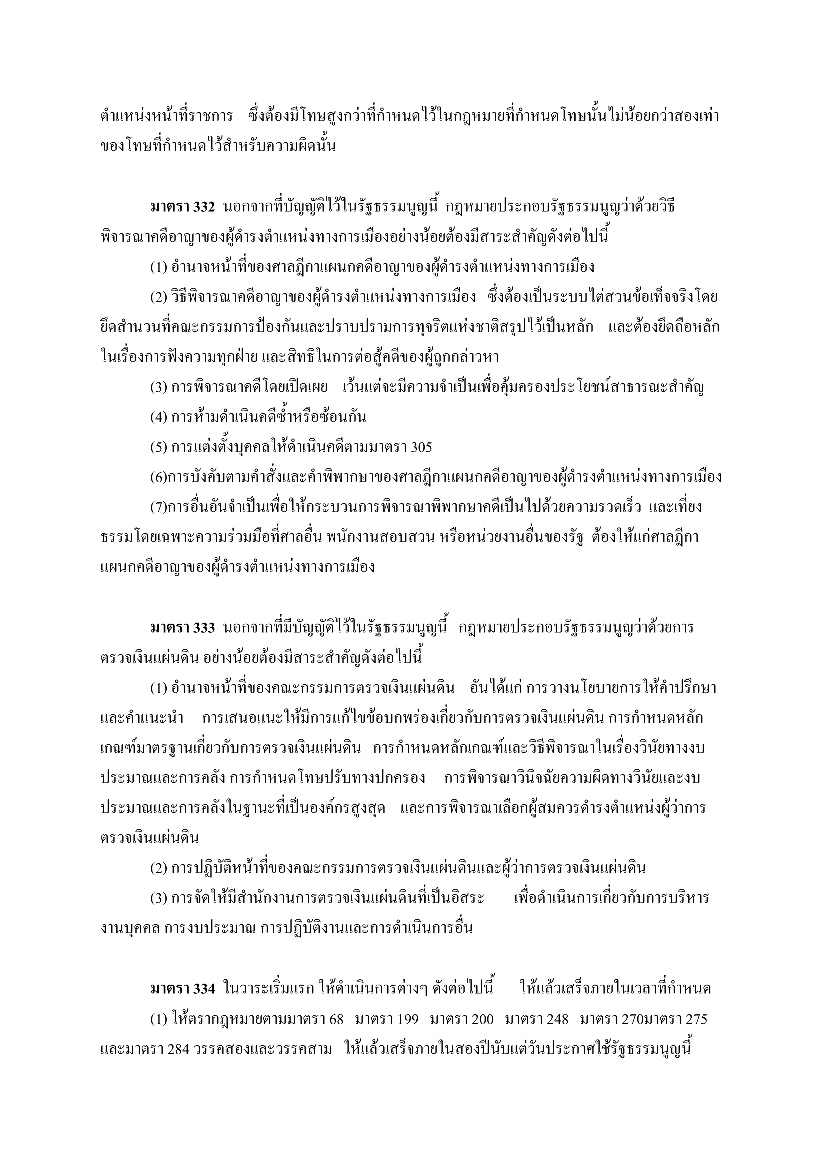 ตำแหน่งหน้าที่ราชการ ซึ่งต้องมีโทษสูงกว่าที่กำหนดไว้ในกฎหมายที่กำหนดโทษนั้นไม่น้อยกว่าสองเท่า
ของโทษที่กำหนดไว้สำหรับความผิดนั้น
มาตรา 332 นอกจากที่บัญญัติไว้ในรัฐธรรมนูญนี้ กฎหมายประกอบรัฐธรรมนูญว่าด้วยวิธี
พิจารณาคดีอาญาของผู้ดำรงตำแหน่งทางการเมืองอย่างน้อยต้องมีสาระสำคัญดังต่อไปนี้
(1) อำนาจหน้าที่ของศาลฎีกาแผนกคดีอาญาของผู้ดำรงตำแหน่งทางการเมือง
(2) วิธีพิจารณาคดีอาญาของผู้ดำรงตำแหน่งทางการเมือง ซึ่งต้องเป็นระบบไต่สวนข้อเท็จจริงโดย
ยึดสำนวนที่คณะกรรมการป้องกันและปราบปรามการทุจริตแห่งชาติสรุปไว้เป็นหลัก และต้องยึดถือหลัก
ในเรื่องการฟังความทุกฝ่าย และสิทธิในการต่อสู้คดีของผู้ถูกกล่าวหา
(3) การพิจารณาคดีโดยเปิดเผย เว้นแต่จะมีความจำเป็นเพื่อคุ้มครองประโยชน์สาธารณะสำคัญ
(4) การห้ามดำเนินคดีซ้ำหรือซ้อนกัน
(5) การแต่งตั้งบุคคลให้ดำเนินคดีตามมาตรา 305
(6)การบังคับตามคำสั่งและคำพิพากษาของศาลฎีกาแผนกคดีอาญาของผู้ดำรงตำแหน่งทางการเมือง
(7)การอื่นอันจำเป็นเพื่อให้กระบวนการพิจารณาพิพากษาคดีเป็นไปด้วยความรวดเร็ว และเที่ยง
ธรรมโดยเฉพาะความร่วมมือที่ศาลอื่น พนักงานสอบสวน หรือหน่วยงานอื่นของรัฐ ต้องให้แก่ศาลฎีกา
แผนกคดีอาญาของผู้ดำรงตำแหน่งทางการเมือง
มาตรา 333 นอกจากที่มีบัญญัติไว้ในรัฐธรรมนูญนี้ กฎหมายประกอบรัฐธรรมนูญว่าด้วยการ
ตรวจเงินแผ่นดิน อย่างน้อยต้องมีสาระสำคัญดังต่อไปนี้
(1) อำนาจหน้าที่ของคณะกรรมการตรวจเงินแผ่นดิน อันได้แก่ การวางนโยบายการให้คำปรึกษา
และคำแนะนำ การเสนอแนะให้มีการแก้ไขข้อบกพร่องเกี่ยวกับการตรวจเงินแผ่นดิน การกำหนดหลัก
เกณฑ์มาตรฐานเกี่ยวกับการตรวจเงินแผ่นดิน การกำหนดหลักเกณฑ์และวิธีพิจารณาในเรื่องวินัยทางงบ
ประมาณและการคลัง การกำหนดโทษปรับทางปกครอง การพิจารณาวินิจฉัยความผิดทางวินัยและงบ
ประมาณและการคลังในฐานะที่เป็นองค์กรสูงสุด และการพิจารณาเลือกผู้สมควรดำรงตำแหน่งผู้ว่าการ
ตรวจเงินแผ่นดิน
(2) การปฏิบัติหน้าที่ของคณะกรรมการตรวจเงินแผ่นดินและผู้ว่าการตรวจเงินแผ่นดิน
(3) การจัดให้มีสำนักงานการตรวจเงินแผ่นดินที่เป็นอิสระ เพื่อดำเนินการเกี่ยวกับการบริหาร
งานบุคคล การงบประมาณ การปฏิบัติงานและการดำเนินการอื่น
มาตรา 334 ในวาระเริ่มแรก ให้ดำเนินการต่างๆ ดังต่อไปนี้ ให้แล้วเสร็จภายในเวลาที่กำหนด
(1) ให้ตรากฎหมายตามมาตรา 68 มาตรา 199 มาตรา 200 มาตรา 248 มาตรา 270มาตรา 275
และมาตรา 284 วรรคสองและวรรคสาม ให้แล้วเสร็จภายในสองปีนับแต่วันประกาศใช้รัฐธรรมนูญนี้